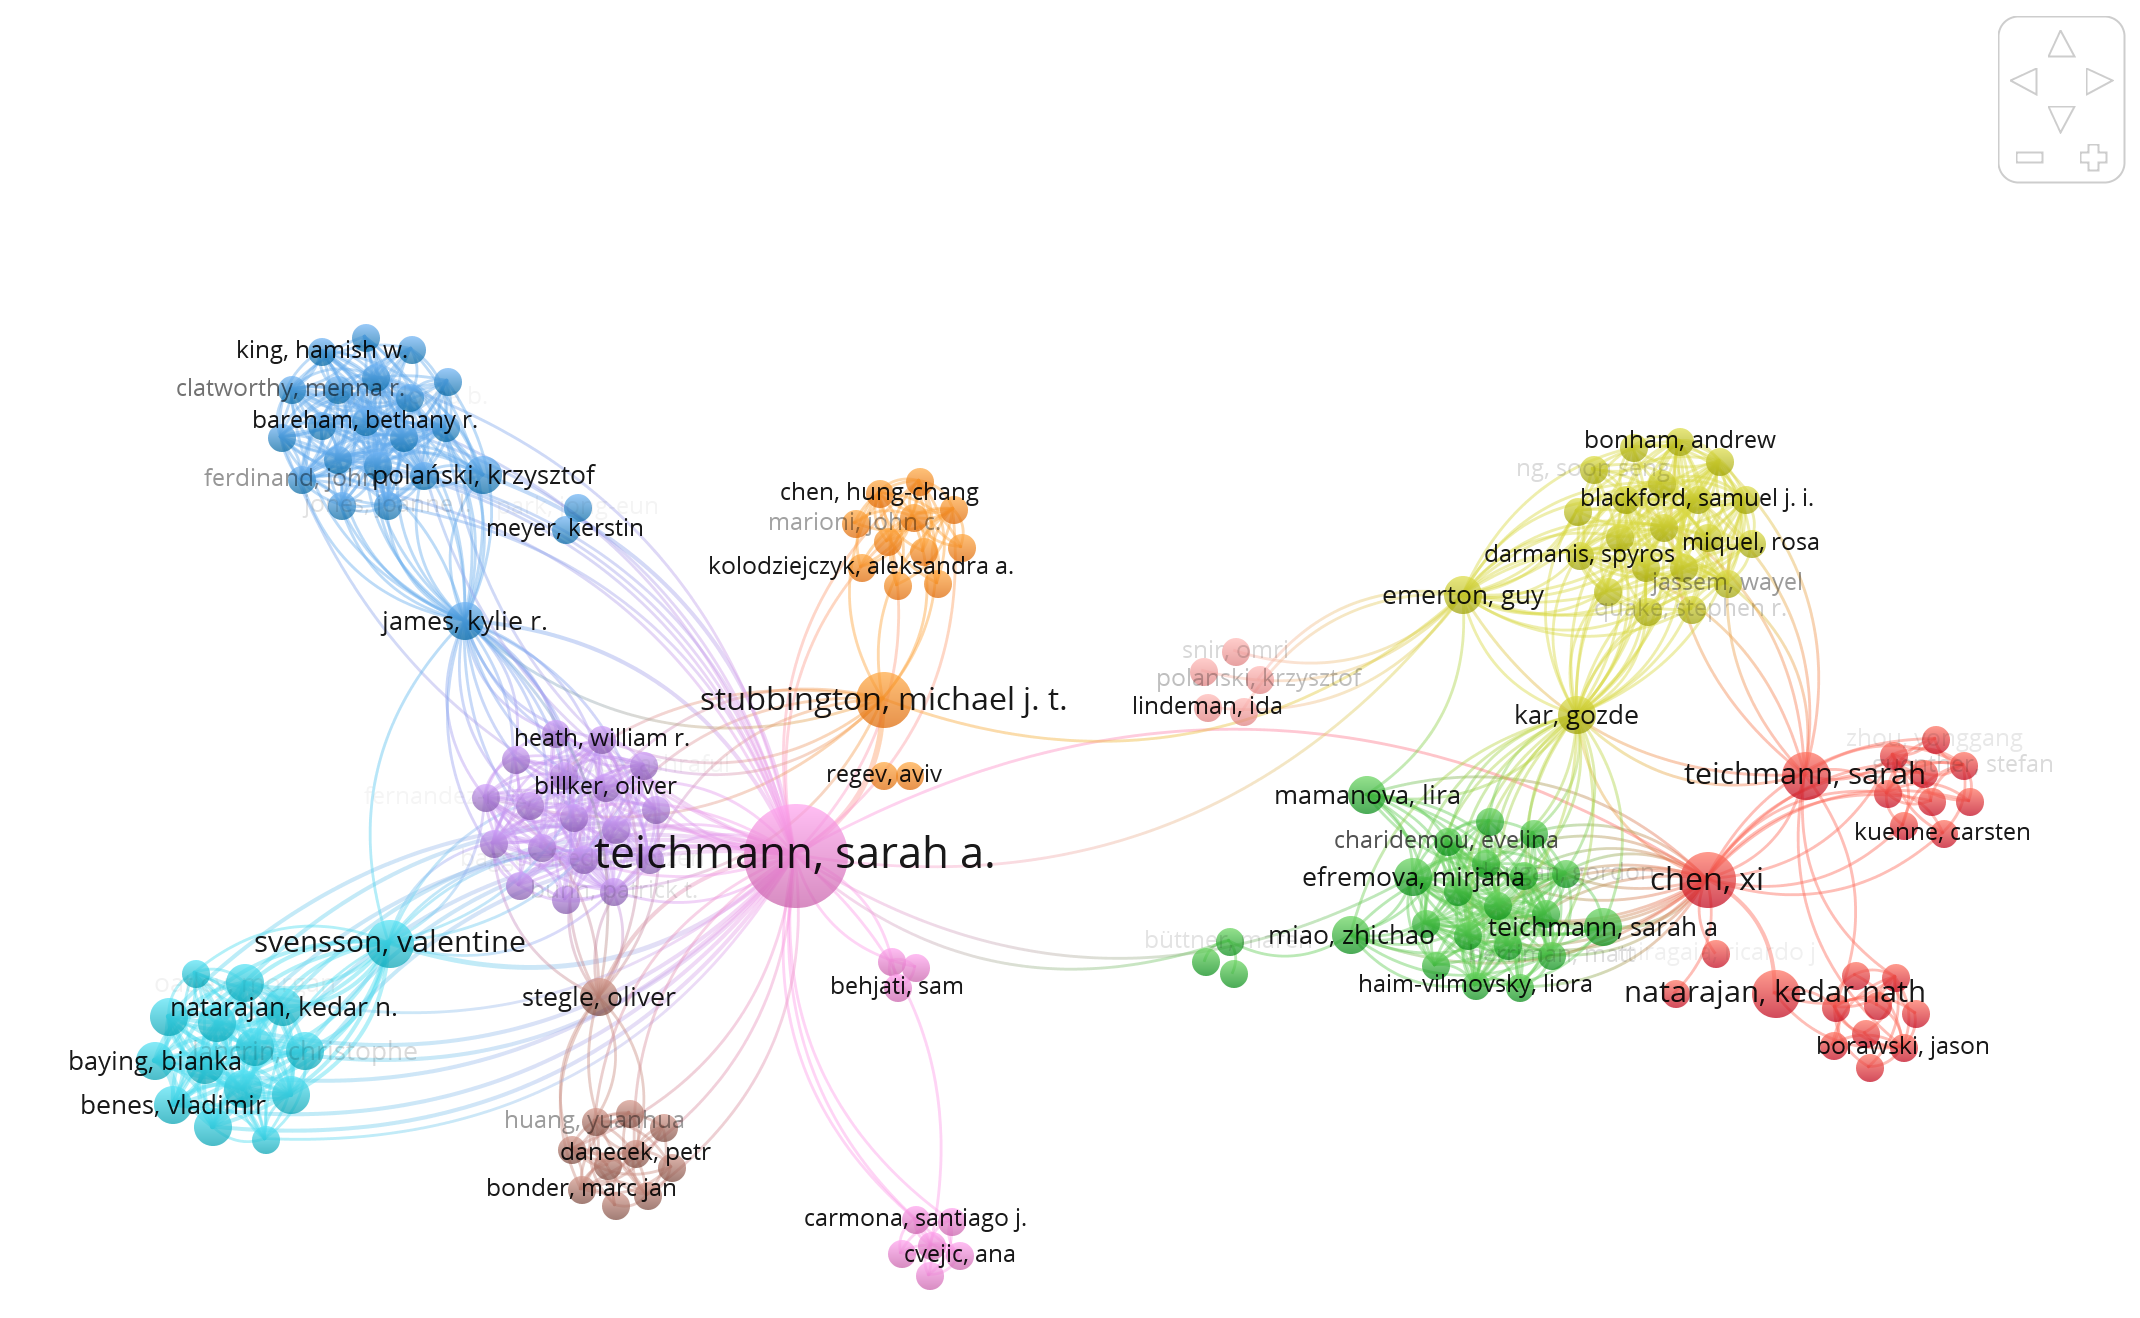 king, hamish w.
clatworthy, menna r.
bareham, bethany r.
polański, krzysztof
meyer, kerstin
james, kylie r.
chen, hung-chang
marioni, john c.
kolodziejczyk, aleksandra a.
stubbington, michael j. t.
regev, aviv
heath, william r.
billker, oliver
teichmann, sarah a.
svensson, valentine
natarajan, kedar n.
baying, bianka
benes, vladimir
stegle, oliver
huang, yuanhua
danecek, petr
bonder, marc jan
behjati, sam
carmona, santiago j.
cvejic, ana
snir, omri
polanski, krzysztof
lindeman, ida
bonham, andrew
ng, soon seng
blackford, samuel j. i.
miquel, rosa
darmanis, spyros
jassem, wayel
quake, stephen r.
emerton, guy
kar, gozde
teichmann, sarah
zhou, yonggang
kuenne, carsten
mamanova, lira
charidemou, evelina
efremova, mirjana
chen, xi
miao, zhichao
teichmann, sarah a
haim-vilmovsky, liora
natarajan, kedar nath
borawski, jason